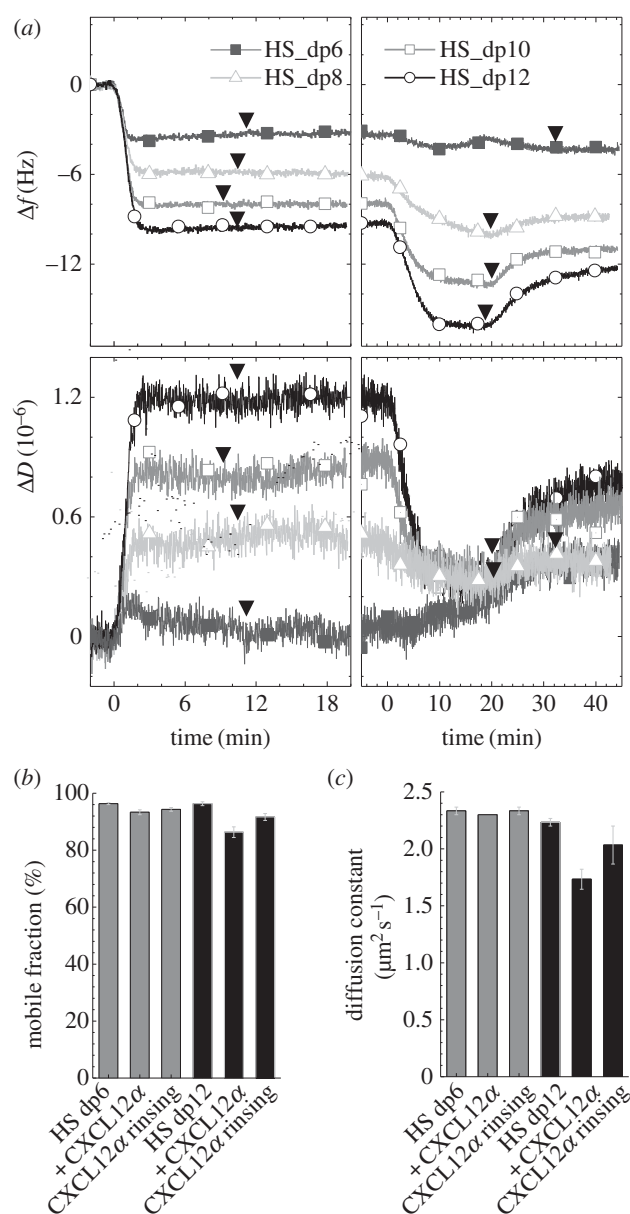 (a)
HS_dp6
HS_dp10
HS_dp8
HS_dp12
0
−6
−12
Δf (Hz)
1.2
0.6
0
ΔD (10−6)
0 6 12 18
0 10 20 30 40
time (min)
time (min)
(b)
(c)
100
80
60
40
20
0
mobile fraction (%)
HS dp6
+CXCL12α
CXCL12α rinsing
HS dp12
+CXCL12α
CXCL12α rinsing
2.5
2.0
1.5
1.0
0.5
0
diffusion constant
(μm2 s−1)
HS dp6
+CXCL12α
CXCL12α rinsing
HS dp12
+CXCL12α
CXCL12α rinsing